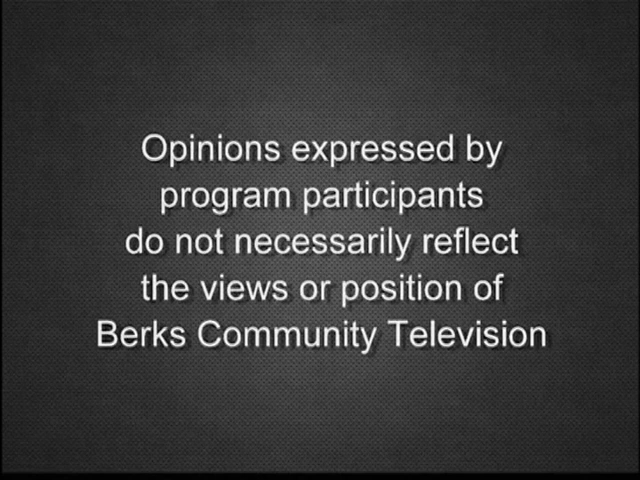 Opinions expressed by
program participants
do not necessarily reflect
the views or position of
Berks Community Television